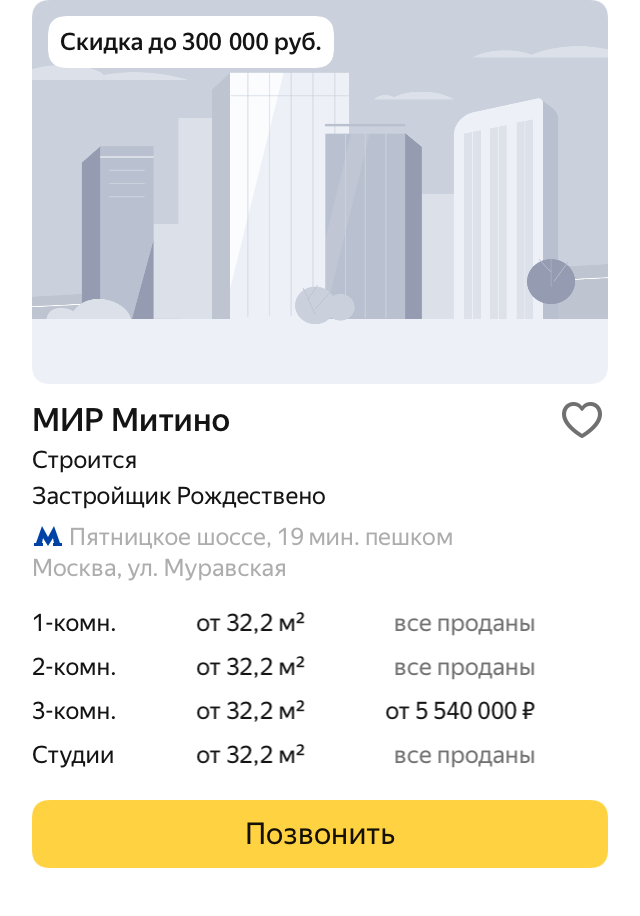 Скидка до 300 000 руб.
МИР Митино
Строится
Застройщик Рождествено
Пятницкое шоссе, 19 мин. пешком
Москва, ул. Муравская
1-комн. от 32,2 м² все проданы
2-комн. от 32,2 м² все проданы
3-комн. от 32,2 м² от 5 540 000 ₽
Студии от 32,2 м² все проданы
Позвонить